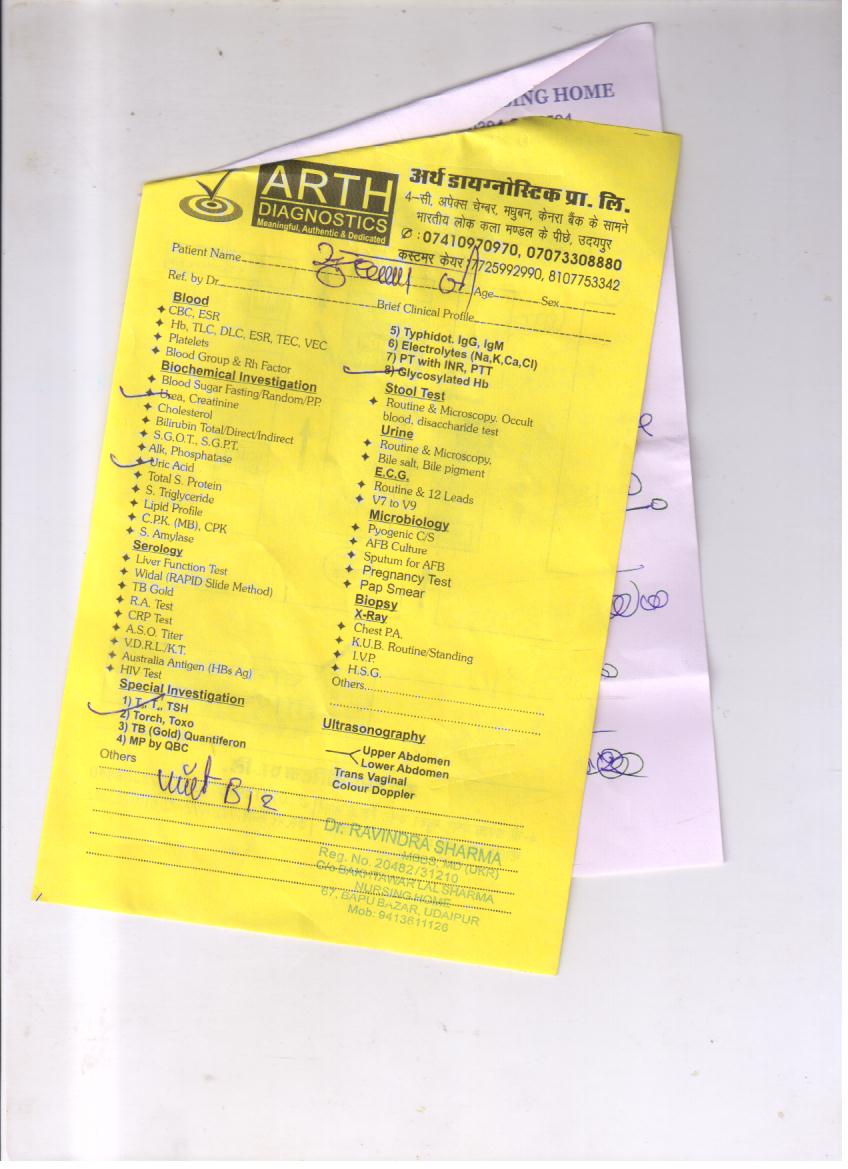 SING HOME
ARTH
DIAGNOSTICS
Meaningful, Authentic & Dedicated
अर्थ डायग्नोस्टिक प्रा. लि.
4-सी, अपेक्स चेम्बर, मधुबन, केनरा बैंक के सामने
भारतीय लोक कला मण्डल के पीछे, उदयपुर
✆ : 07410970970, 07073308880
कस्टमर केयर 7725992990, 8107753342
Patient Name
Ref. by Dr. Age Sex
Brief Clinical Profile
Blood
CBC, ESR
Hb, TLC, DLC, ESR, TEC, VEC
Platelets
Blood Group & Rh Factor
Biochemical Investigation
Blood Sugar Fasting/Random/PP.
Urea, Creatinine
Cholesterol
Bilirubin Total/Direct/Indirect
S.G.O.T., S.G.P.T.
Alk, Phosphatase
Uric Acid
Total S. Protein
S. Triglyceride
Lipid Profile
C.P.K. (MB), CPK
S. Amylase
Serology
Liver Function Test
Widal (RAPID Slide Method)
TB Gold
R.A. Test
CRP Test
A.S.O. Titer
V.D.R.L./K.T.
Australia Antigen (HBs Ag)
HIV Test
Special Investigation
1) T₃, T₄, TSH
2) Torch, Toxo
3) TB (Gold) Quantiferon
4) MP by QBC
Others
B12
5) Typhidot. IgG, IgM
6) Electrolytes (Na,K,Ca,Cl)
7) PT with INR, PTT
8) Glycosylated Hb
Stool Test
Routine & Microscopy. Occult
blood, disaccharide test
Urine
Routine & Microscopy,
Bile salt, Bile pigment
E.C.G.
Routine & 12 Leads
V7 to V9
Microbiology
Pyogenic C/S
AFB Culture
Sputum for AFB
Pregnancy Test
Pap Smear
Biopsy
X-Ray
Chest P.A.
K.U.B. Routine/Standing
I.V.P.
H.S.G.
Others
Ultrasonography
Upper Abdomen
Lower Abdomen
Trans Vaginal
Colour Doppler
Dr. RAVINDRA SHARMA
MBBS, MD (UKR)
Reg. No. 20482/31210
C/o BAKHTAWAR LAL SHARMA
NURSING HOME
67, BAPU BAZAR, UDAIPUR
Mob: 9413611126